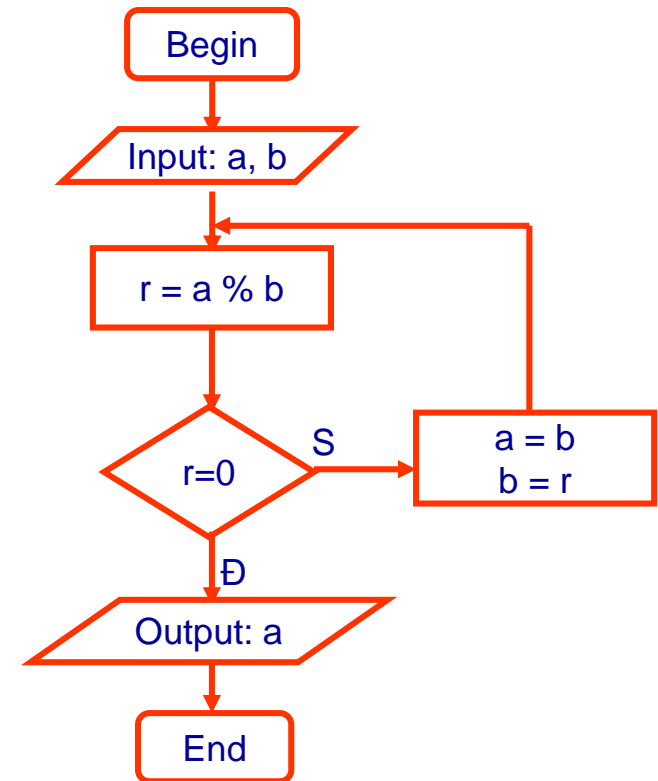 Begin
Input: a, b
r = a % b
r=0
S
a = b
b = r
Đ
Output: a
End